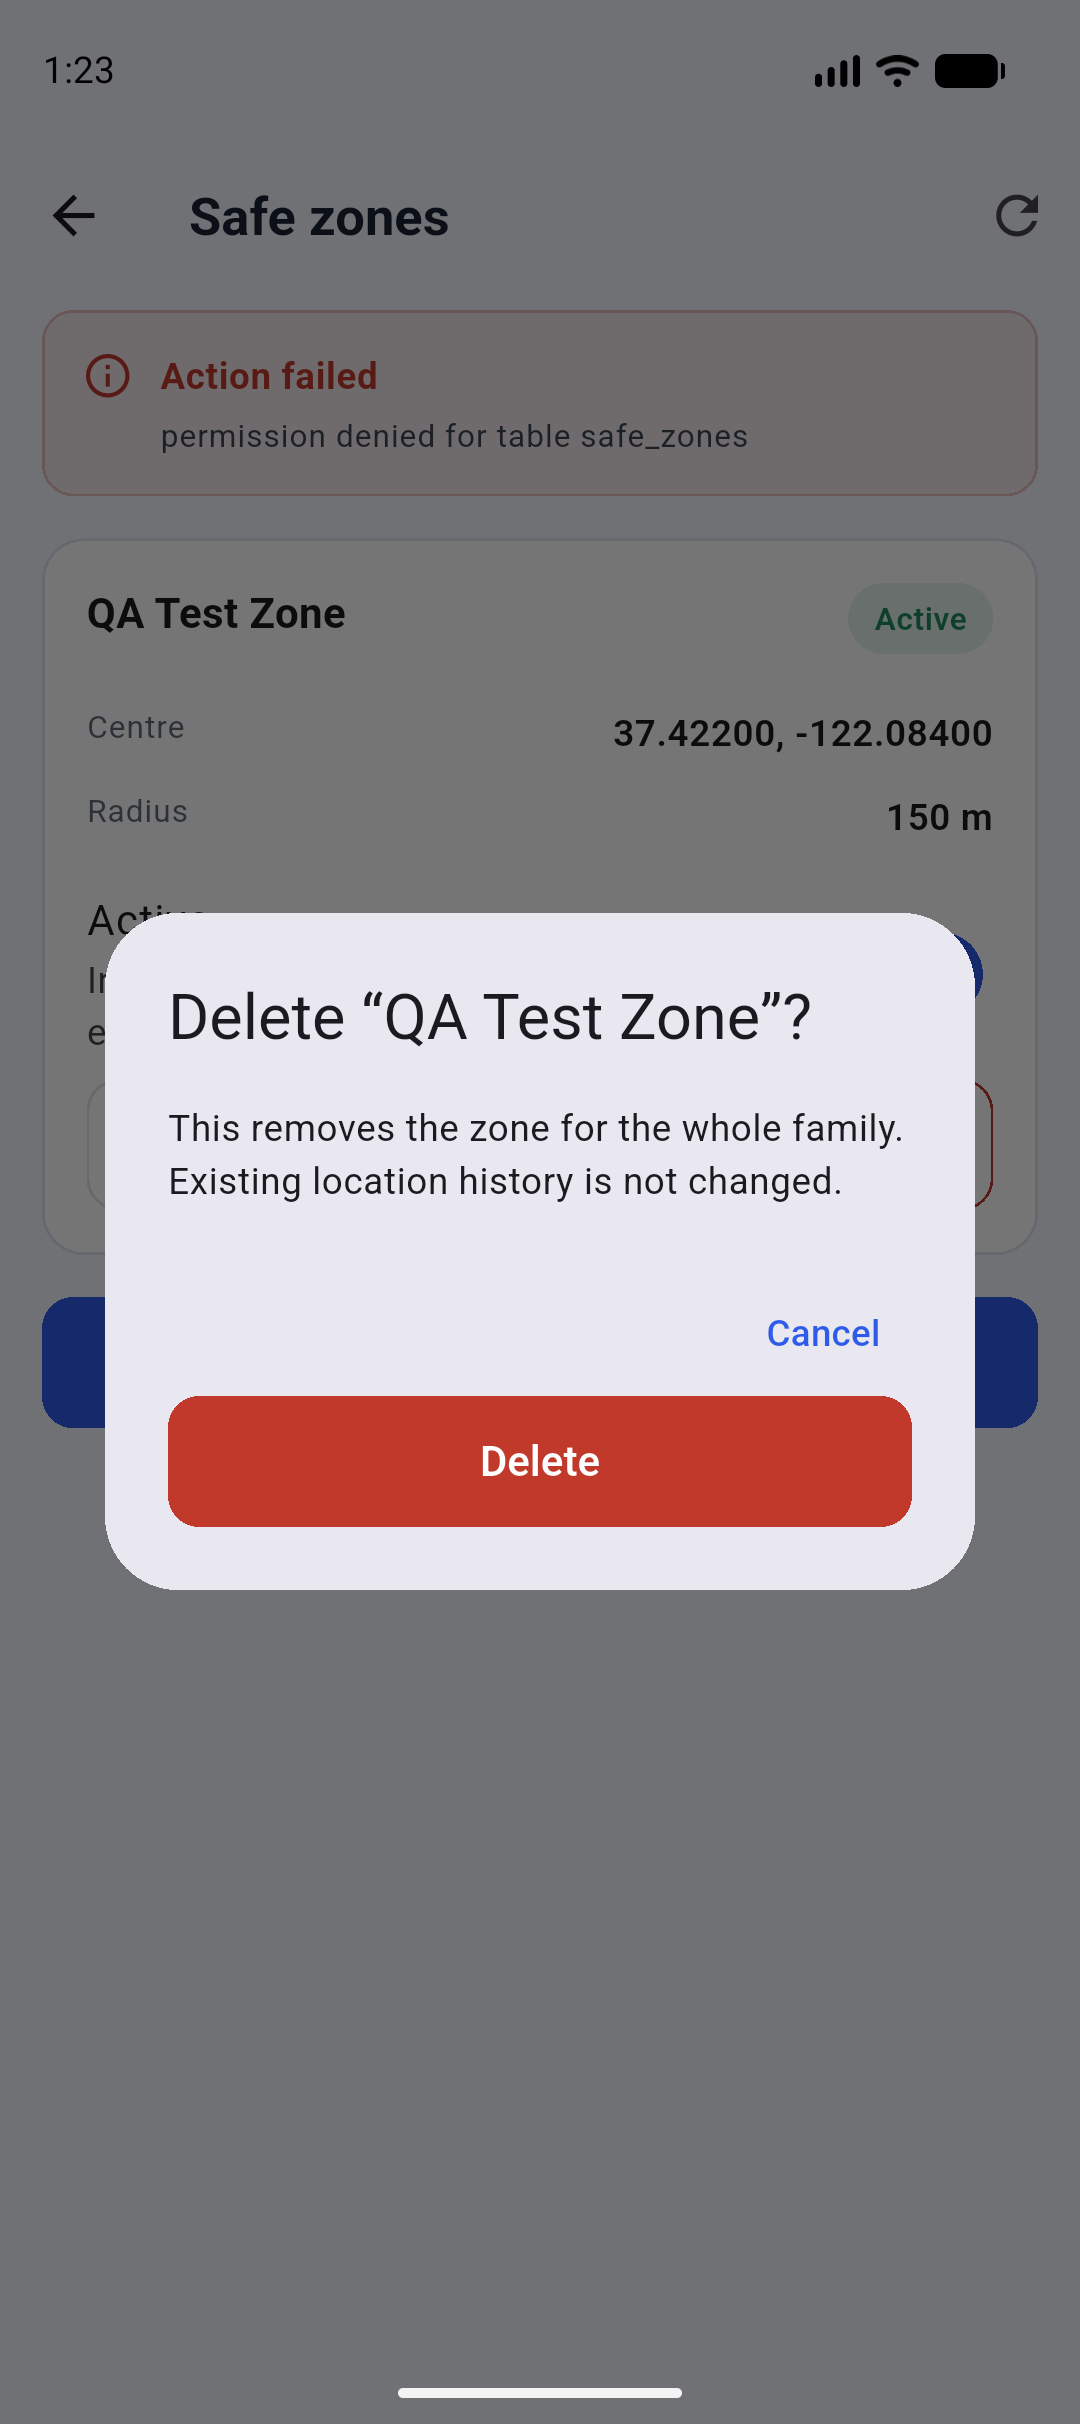 1:23
Safe zones
Action failed
permission denied for table safe_zones
QA Test Zone
Active
Centre
37.42200, -122.08400
Radius
150 m
Delete “QA Test Zone”?
This removes the zone for the whole family.
Existing location history is not changed.
Cancel
Delete